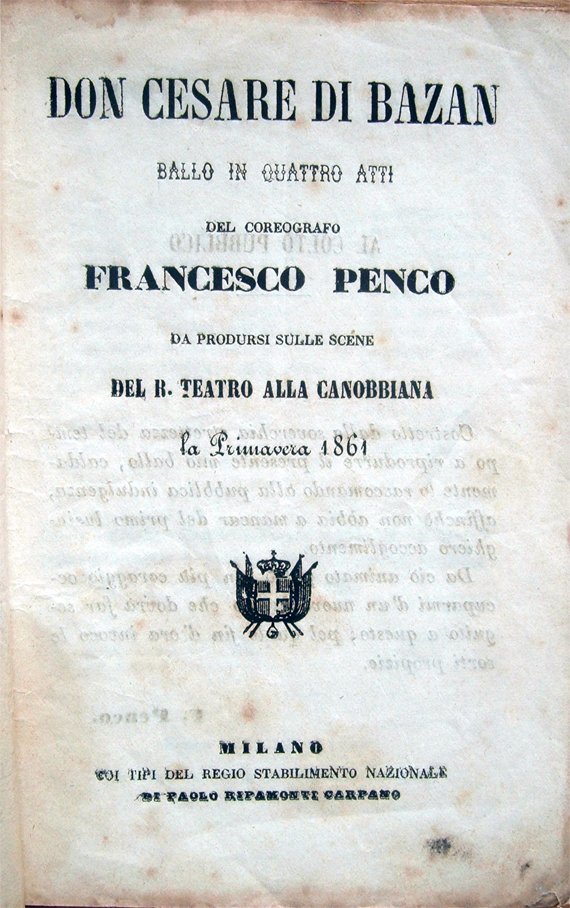 DON CESARE DI BAZAN
BALLO IN QUATTRO ATTI
DEL COREOGRAFO
FRANCESCO PENCO
DA PRODURSI SULLE SCENE
DEL R. TEATRO ALLA CANOBBIANA
la Primavera 1861
MILANO
COI TIPI DEL REGIO STABILIMENTO NAZIONALE
DI PAOLO RIPAMONTI CARPANO